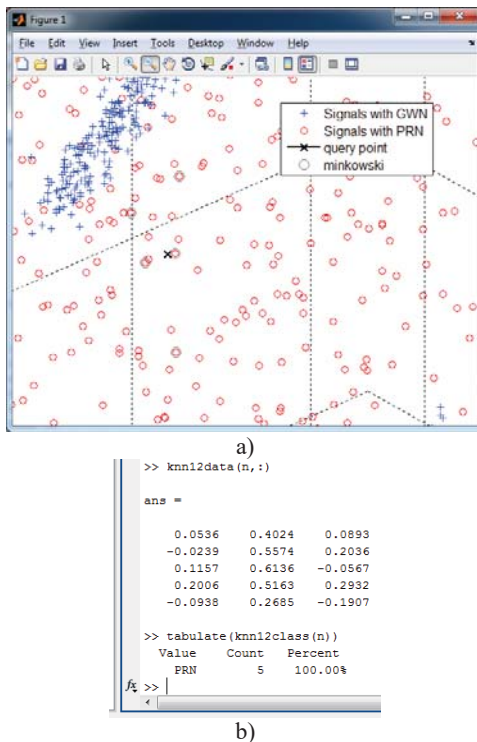 Figure 1
File Edit View Insert Tools Desktop Window Help
Signals with GWN
Signals with PRN
query point
minkowski
a)
>> knn12data(n,:)
ans =
0.0536 0.4024 0.0893
-0.0239 0.5574 0.2036
0.1157 0.6136 -0.0567
0.2006 0.5163 0.2932
-0.0938 0.2685 -0.1907
>> tabulate(knn12class(n))
Value Count Percent
PRN 5 100.00%
fx >>
b)